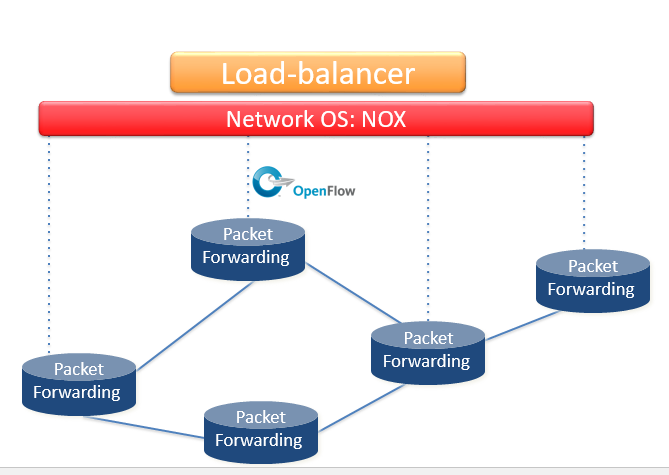 Load-balancer
Network OS: NOX
OpenFlow
Packet
Forwarding
Packet
Forwarding
Packet
Forwarding
Packet
Forwarding
Packet
Forwarding